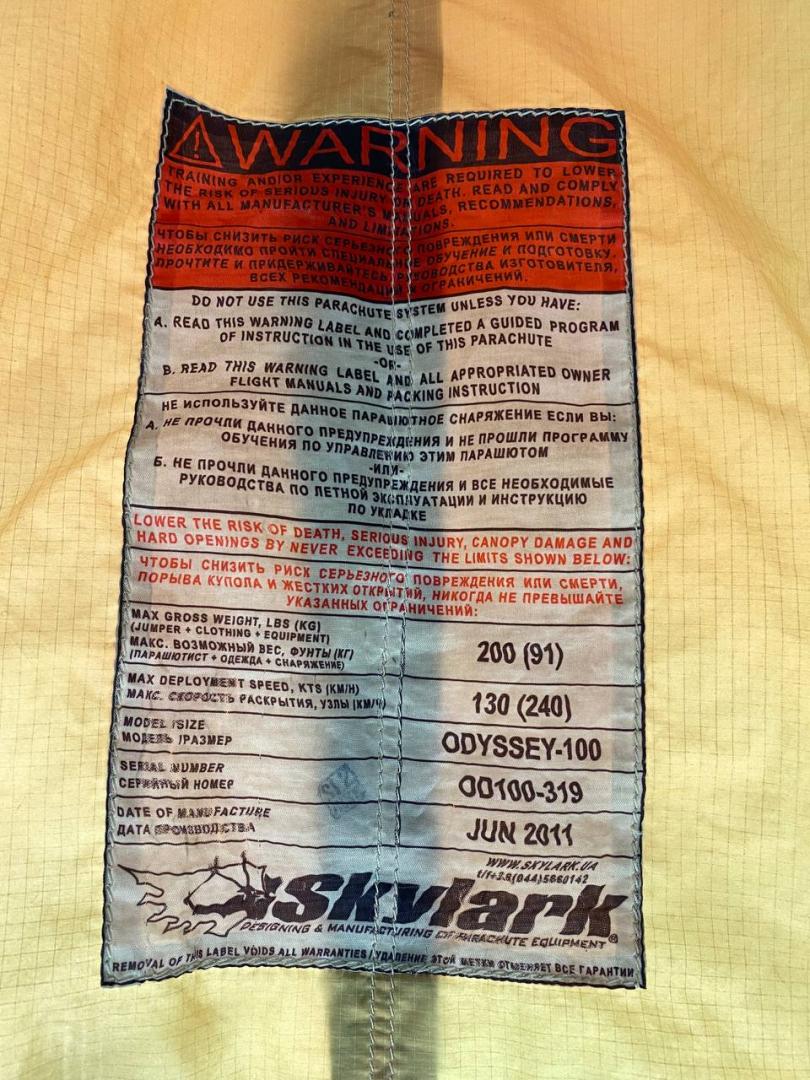 WARNING
TRAINING AND/OR EXPERIENCE ARE REQUIRED TO LOWER
THE RISK OF SERIOUS INJURY OR DEATH. READ AND COMPLY
WITH ALL MANUFACTURER'S MANUALS, RECOMMENDATIONS,
AND LIMITATIONS.
ЧТОБЫ СНИЗИТЬ РИСК СЕРЬЕЗНОГО ПОВРЕЖДЕНИЯ ИЛИ СМЕРТИ
НЕОБХОДИМО ПРОЙТИ СПЕЦИАЛЬНОЕ ОБУЧЕНИЕ И ПОДГОТОВКУ.
ПРОЧТИТЕ И ПРИДЕРЖИВАЙТЕСЬ РУКОВОДСТВА ИЗГОТОВИТЕЛЯ,
ВСЕХ РЕКОМЕНДАЦИЙ И ОГРАНИЧЕНИЙ.
DO NOT USE THIS PARACHUTE SYSTEM UNLESS YOU HAVE:
A. READ THIS WARNING LABEL AND COMPLETED A GUIDED PROGRAM
OF INSTRUCTION IN THE USE OF THIS PARACHUTE
-OR-
B. READ THIS WARNING LABEL AND ALL APPROPRIATED OWNER
FLIGHT MANUALS AND PACKING INSTRUCTION
НЕ ИСПОЛЬЗУЙТЕ ДАННОЕ ПАРАШЮТНОЕ СНАРЯЖЕНИЕ ЕСЛИ ВЫ:
А. НЕ ПРОЧЛИ ДАННОГО ПРЕДУПРЕЖДЕНИЯ И НЕ ПРОШЛИ ПРОГРАММУ
ОБУЧЕНИЯ ПО УПРАВЛЕНИЮ ЭТИМ ПАРАШЮТОМ
-ИЛИ-
Б. НЕ ПРОЧЛИ ДАННОГО ПРЕДУПРЕЖДЕНИЯ И ВСЕ НЕОБХОДИМЫЕ
РУКОВОДСТВА ПО ЛЕТНОЙ ЭКСПЛУАТАЦИИ И ИНСТРУКЦИЮ
ПО УКЛАДКЕ
LOWER THE RISK OF DEATH, SERIOUS INJURY, CANOPY DAMAGE AND
HARD OPENINGS BY NEVER EXCEEDING THE LIMITS SHOWN BELOW:
ЧТОБЫ СНИЗИТЬ РИСК СЕРЬЕЗНОГО ПОВРЕЖДЕНИЯ ИЛИ СМЕРТИ,
ПОРЫВА КУПОЛА И ЖЕСТКИХ ОТКРЫТИЙ, НИКОГДА НЕ ПРЕВЫШАЙТЕ
УКАЗАННЫХ ОГРАНИЧЕНИЙ:
MAX GROSS WEIGHT, LBS (KG)
(JUMPER + CLOTHING + EQUIPMENT)
МАКС. ВОЗМОЖНЫЙ ВЕС, ФУНТЫ (КГ)
(ПАРАШЮТИСТ + ОДЕЖДА + СНАРЯЖЕНИЕ)
200 (91)
MAX DEPLOYMENT SPEED, KTS (KM/H)
МАКС. СКОРОСТЬ РАСКРЫТИЯ, УЗЛЫ (КМ/Ч)
130 (240)
MODEL /SIZE
МОДЕЛЬ /РАЗМЕР
ODYSSEY-100
SERIAL NUMBER
СЕРИЙНЫЙ НОМЕР
OD100-319
DATE OF MANUFACTURE
ДАТА ПРОИЗВОДСТВА
JUN 2011
WWW.SKYLARK.UA
t/f+38(044)5660142
Skylark
DESIGNING & MANUFACTURING OF PARACHUTE EQUIPMENT®
REMOVAL OF THIS LABEL VOIDS ALL WARRANTIES / УДАЛЕНИЕ ЭТОЙ МЕТКИ ОТМЕНЯЕТ ВСЕ ГАРАНТИИ